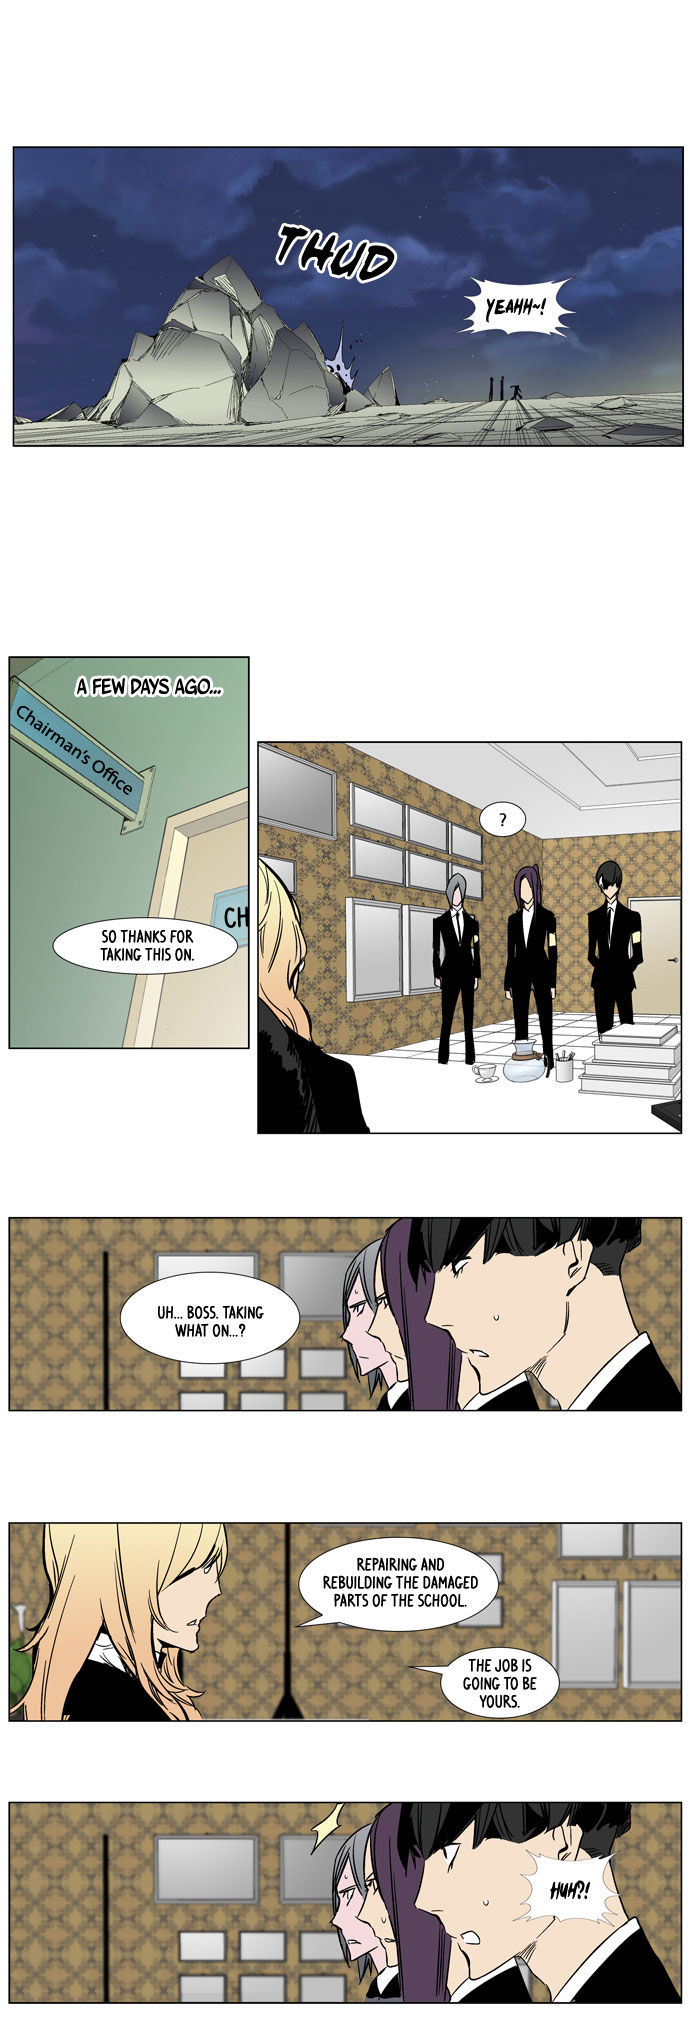 THUD
YEAHH~!
A FEW DAYS AGO...
Chairman's Office
CH
SO THANKS FOR
TAKING THIS ON.
?
UH... BOSS. TAKING
WHAT ON...?
REPAIRING AND
REBUILDING THE DAMAGED
PARTS OF THE SCHOOL.
THE JOB IS
GOING TO BE
YOURS.
HUH?!